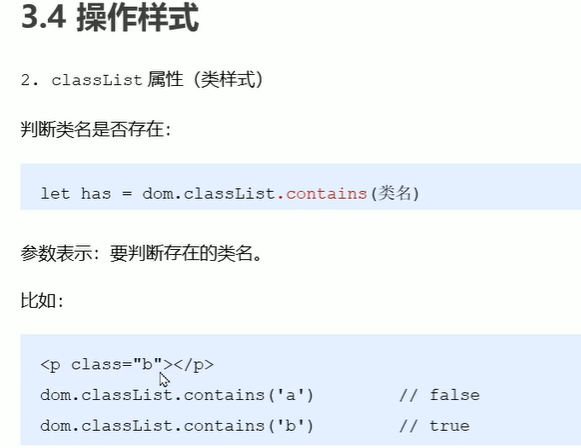 3.4 操作样式
2. classList 属性（类样式）
判断类名是否存在：
let has = dom.classList.contains(类名)
参数表示：要判断存在的类名。
比如：
<p class="b"></p>
dom.classList.contains('a') // false
dom.classList.contains('b') // true